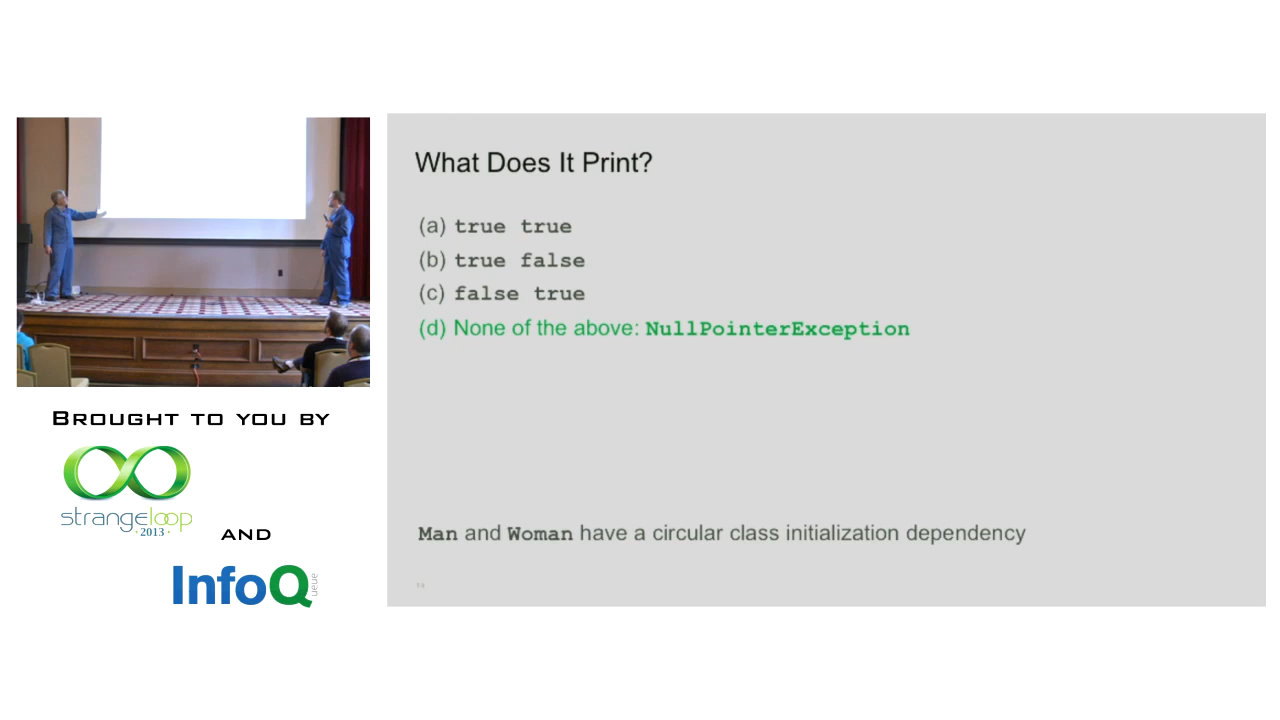 What Does It Print?
(a) true true
(b) true false
(c) false true
(d) None of the above: NullPointerException
Man and Woman have a circular class initialization dependency
BROUGHT TO YOU BY
strangeloop
· 2013 ·
AND
InfoQ
ueue